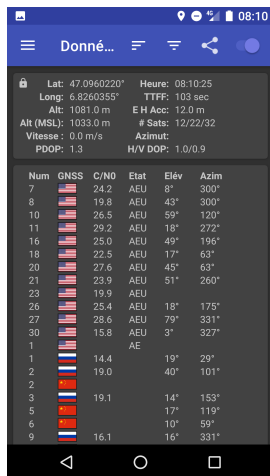 08:10
Donné...
Lat: 47.0960220° Heure: 08:10:25
Long: 6.8260355° TTFF: 103 sec
Alt: 1081.0 m E H Acc: 12.0 m
Alt (MSL): 1033.0 m # Sats: 12/22/32
Vitesse : 0.0 m/s Azimut:
PDOP: 1.3 H/V DOP: 1.0/0.9
Num GNSS C/N0 Etat Elév Azim
7 24.2 AEU 8° 300°
8 19.8 AEU 43° 300°
10 26.5 AEU 59° 120°
11 29.2 AEU 18° 272°
16 25.0 AEU 49° 196°
18 22.5 AEU 17° 63°
20 27.6 AEU 45° 63°
21 23.9 AEU 51° 260°
23 19.9 AEU
26 25.4 AEU 18° 175°
27 28.6 AEU 79° 331°
30 15.8 AEU 3° 327°
1 AE
1 14.4 19° 29°
2 19.0 40° 101°
2
3 19.1 14° 153°
5 17° 119°
6 10° 59°
9 16.1 16° 331°